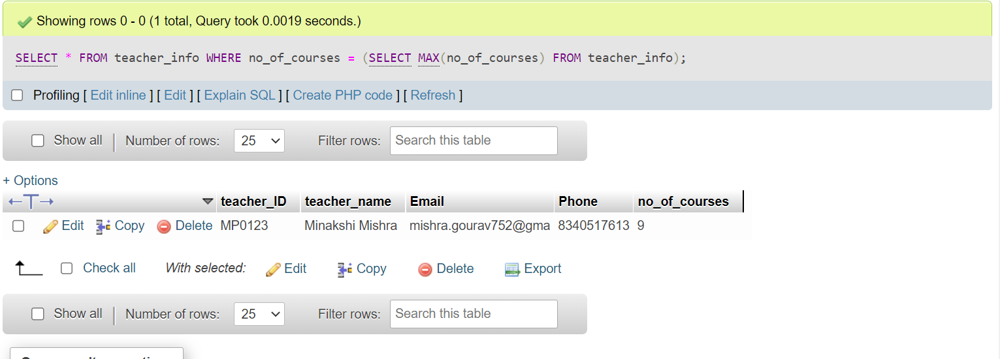 Showing rows 0 - 0 (1 total, Query took 0.0019 seconds.)
SELECT * FROM teacher_info WHERE no_of_courses = (SELECT MAX(no_of_courses) FROM teacher_info);
Profiling [ Edit inline ] [ Edit ] [ Explain SQL ] [ Create PHP code ] [ Refresh ]
Show all | Number of rows: 25 Filter rows: Search this table
+ Options
←T→ teacher_ID teacher_name Email Phone no_of_courses
Edit Copy Delete MP0123 Minakshi Mishra mishra.gourav752@gma 8340517613 9
Check all With selected: Edit Copy Delete Export
Show all | Number of rows: 25 Filter rows: Search this table